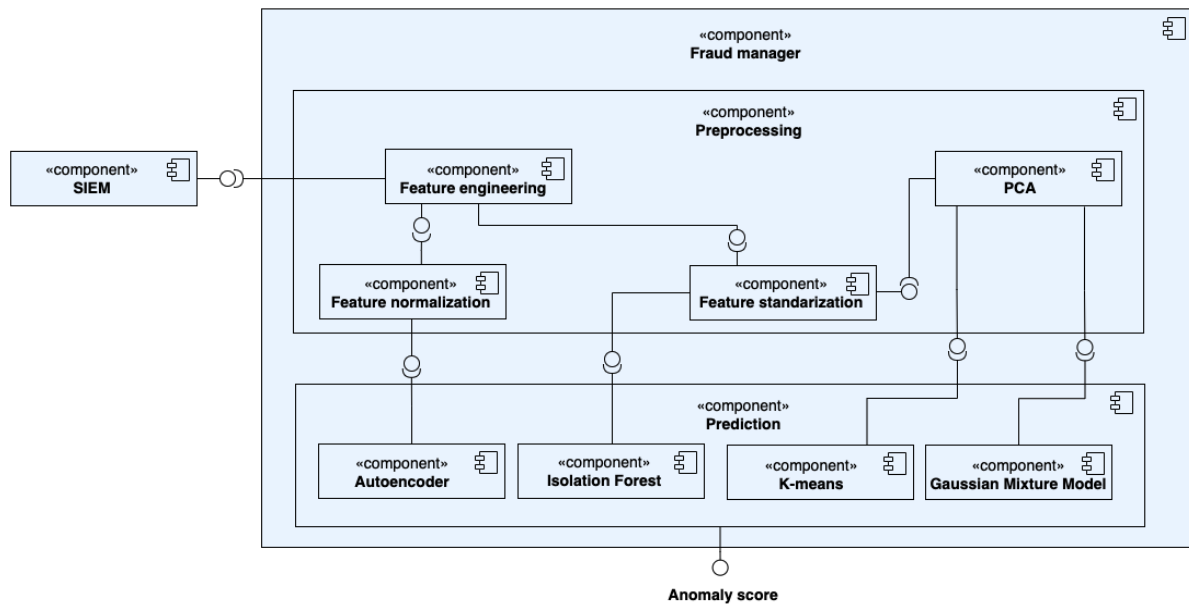 «component»
Fraud manager
«component»
Preprocessing
«component»
SIEM
«component»
Feature engineering
«component»
PCA
«component»
Feature normalization
«component»
Feature standarization
«component»
Prediction
«component»
Autoencoder
«component»
Isolation Forest
«component»
K-means
«component»
Gaussian Mixture Model
Anomaly score